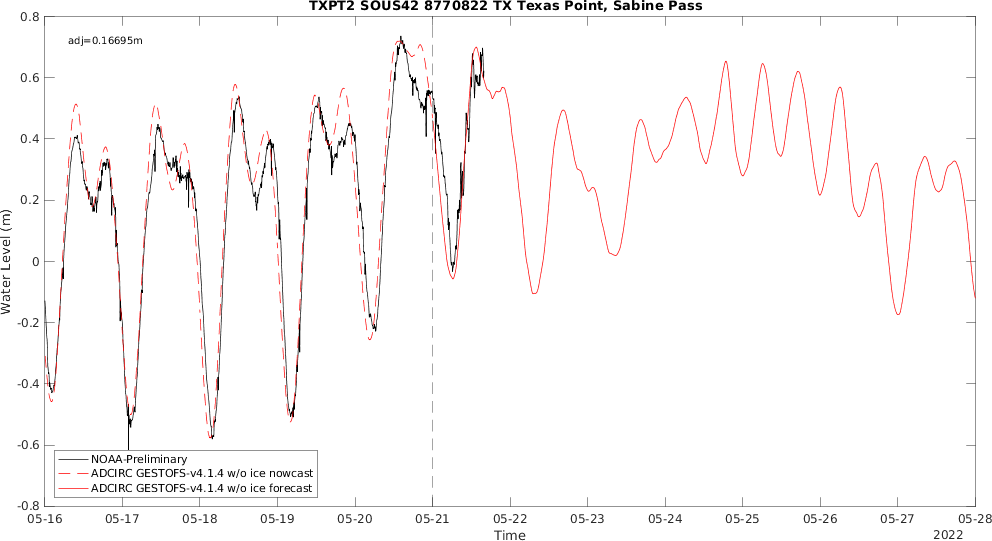 TXPT2 SOUS42 8770822 TX Texas Point, Sabine Pass
adj=0.16695m
0.8
0.6
0.4
0.2
0
-0.2
-0.4
-0.6
-0.8
Water Level (m)
NOAA-Preliminary
ADCIRC GESTOFS-v4.1.4 w/o ice nowcast
ADCIRC GESTOFS-v4.1.4 w/o ice forecast
05-16 05-17 05-18 05-19 05-20 05-21 05-22 05-23 05-24 05-25 05-26 05-27 05-28
Time
2022